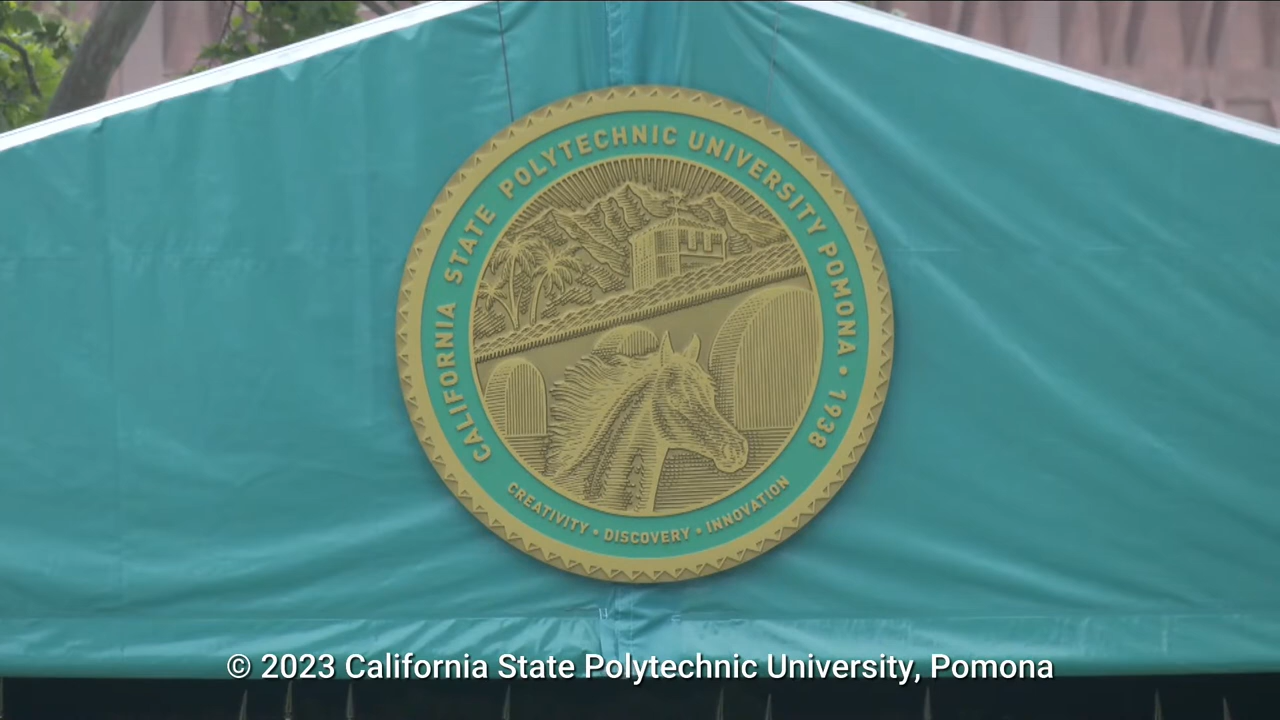 CALIFORNIA STATE POLYTECHNIC UNIVERSITY POMONA • 1938
CREATIVITY • DISCOVERY • INNOVATION
© 2023 California State Polytechnic University, Pomona